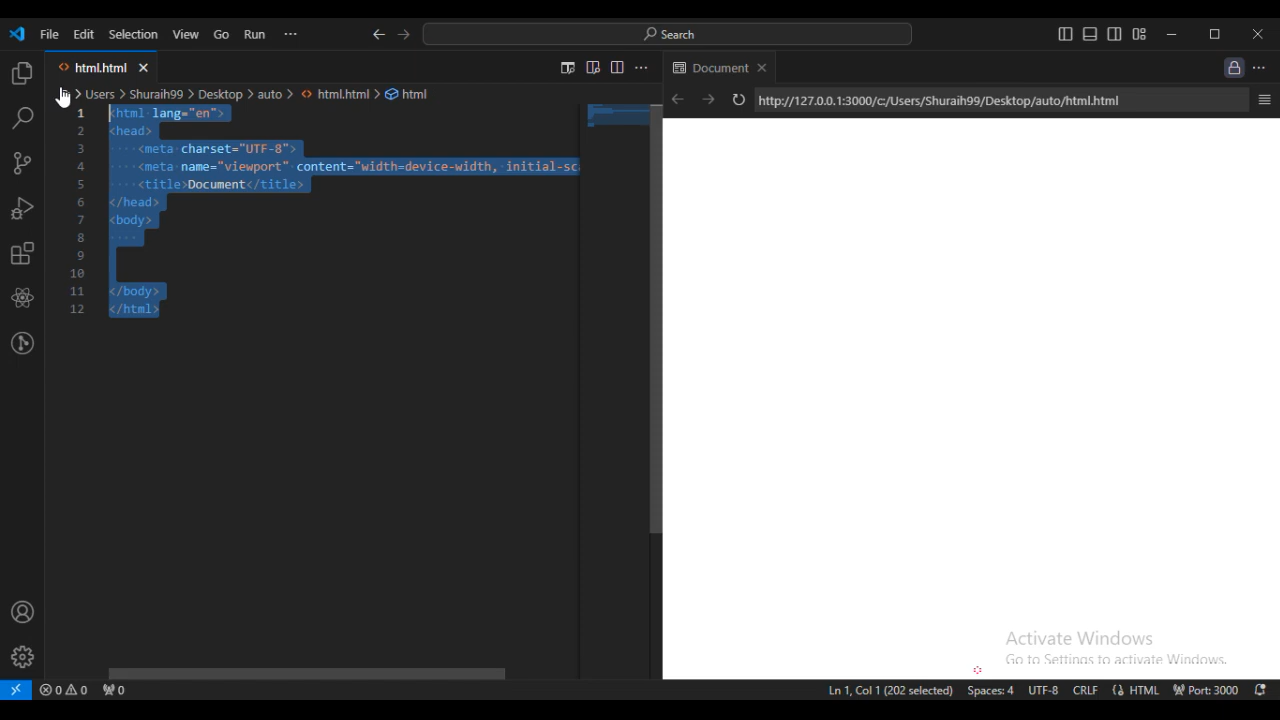 File Edit Selection View Go Run ··· Search
html.html Document
Users > Shuraih99 > Desktop > auto > html.html > html
http://127.0.0.1:3000/c:/Users/Shuraih99/Desktop/auto/html.html
1 <html lang="en">
2 <head>
3 <meta charset="UTF-8">
4 <meta name="viewport" content="width=device-width, initial-sc
5 <title>Document</title>
6 </head>
7 <body>
8
9
10
11 </body>
12 </html>
Activate Windows
Go to Settings to activate Windows.
0 0 0 Ln 1, Col 1 (202 selected) Spaces: 4 UTF-8 CRLF HTML Port: 3000